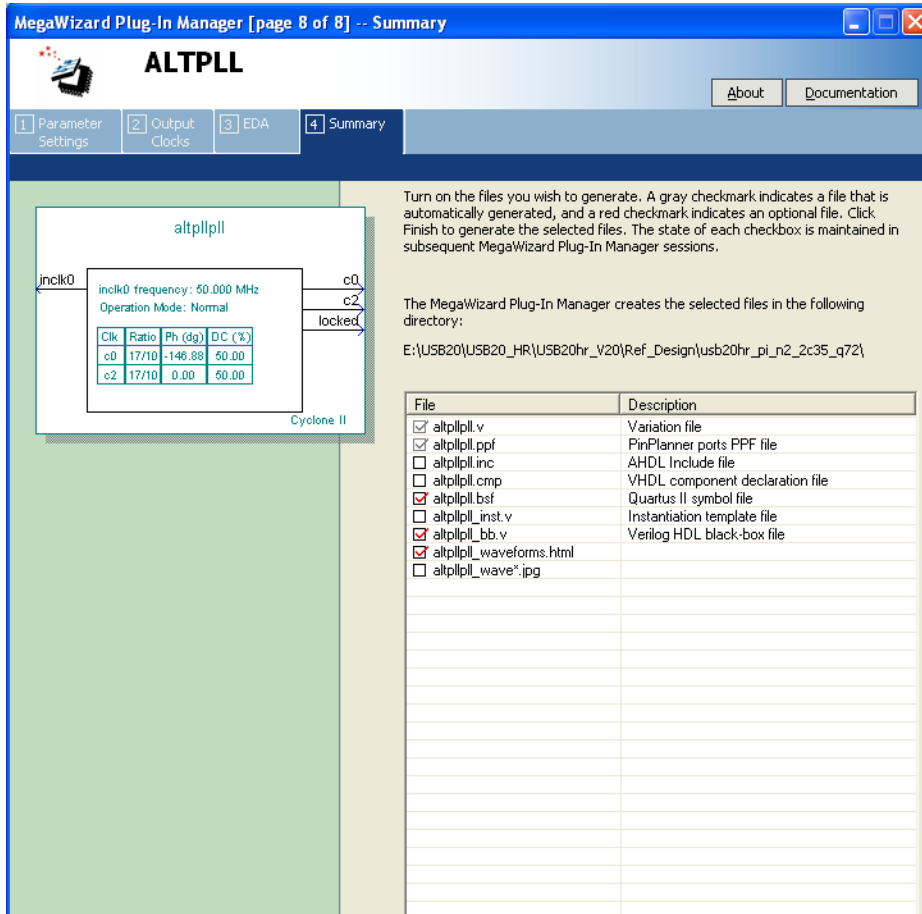 MegaWizard Plug-In Manager [page 8 of 8] -- Summary
ALTPLL
About
Documentation
1 Parameter Settings
2 Output Clocks
3 EDA
4 Summary
Turn on the files you wish to generate. A gray checkmark indicates a file that is
automatically generated, and a red checkmark indicates an optional file. Click
Finish to generate the selected files. The state of each checkbox is maintained in
subsequent MegaWizard Plug-In Manager sessions.
The MegaWizard Plug-In Manager creates the selected files in the following
directory:
E:\USB20\USB20_HR\USB20hr_V20\Ref_Design\usb20hr_pi_n2_2c35_q72\
altpllpll
inclk0
c0
c2
locked
inclk0 frequency: 50.000 MHz
Operation Mode: Normal
Clk Ratio Ph (dg) DC (%)
c0 17/10 -146.88 50.00
c2 17/10 0.00 50.00
Cyclone II
File Description
altpllpll.v Variation file
altpllpll.ppf PinPlanner ports PPF file
altpllpll.inc AHDL Include file
altpllpll.cmp VHDL component declaration file
altpllpll.bsf Quartus II symbol file
altpllpll_inst.v Instantiation template file
altpllpll_bb.v Verilog HDL black-box file
altpllpll_waveforms.html
altpllpll_wave*.jpg